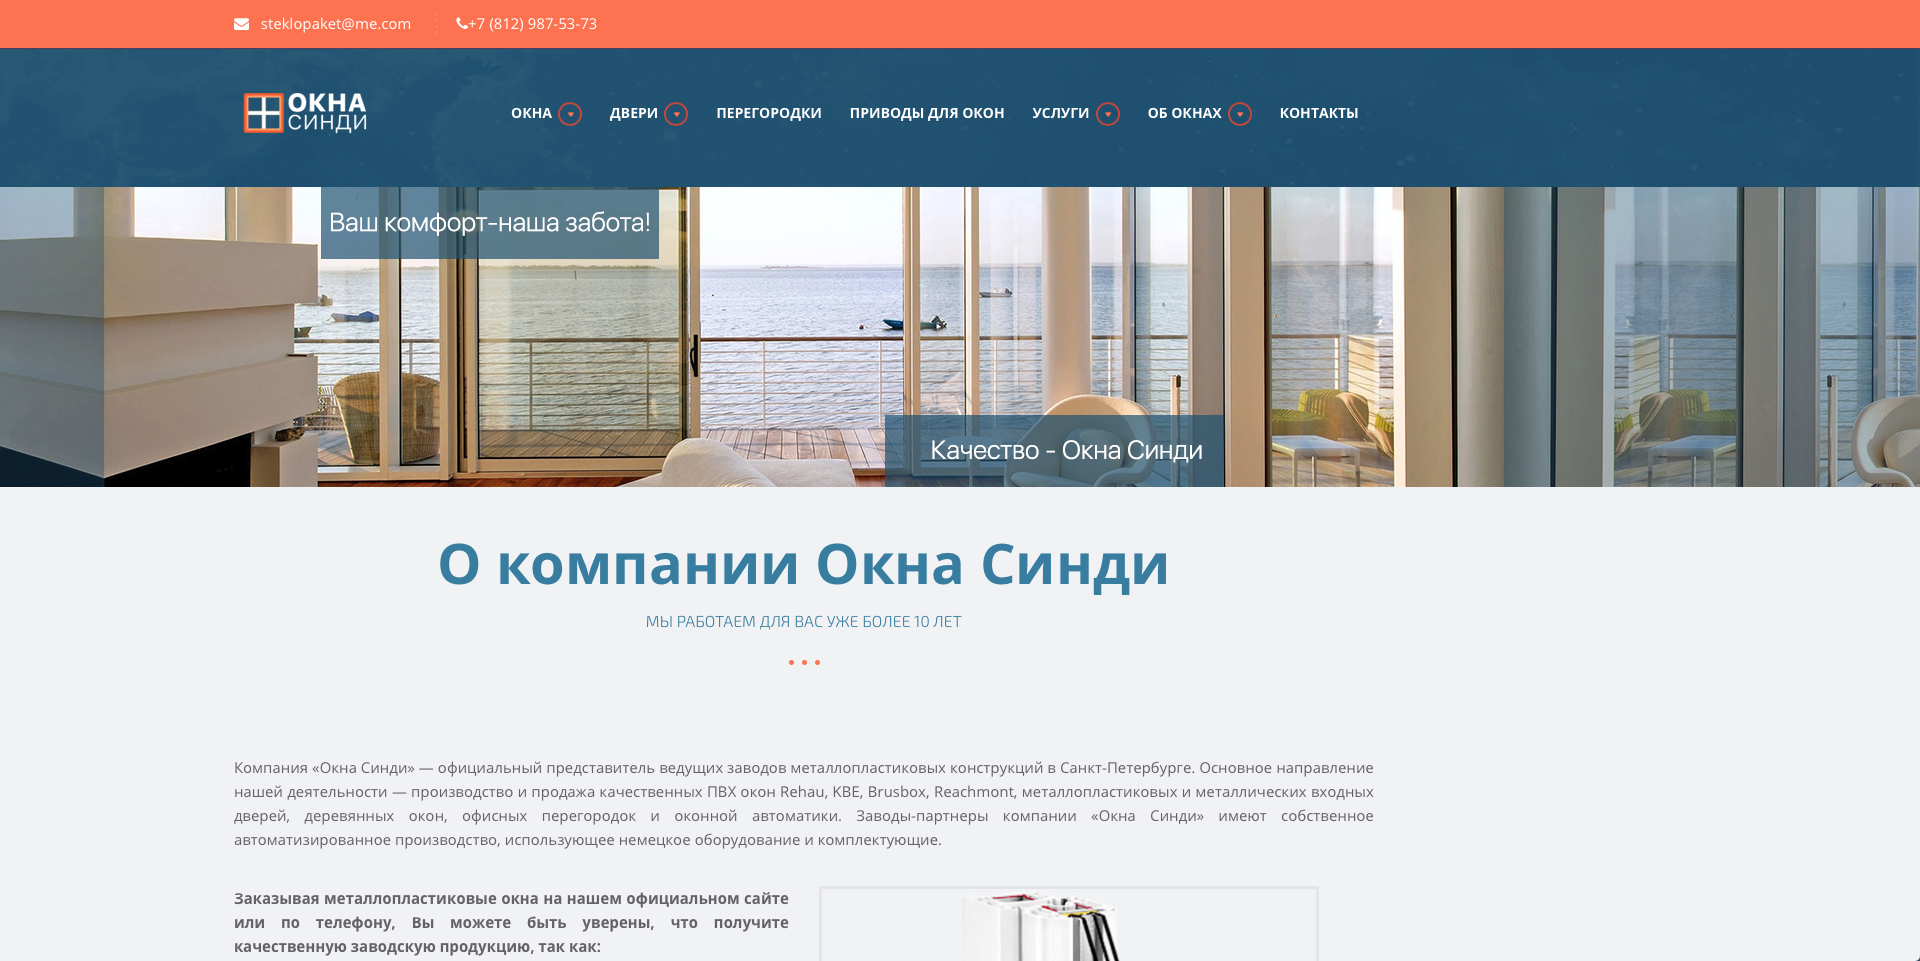 steklopaket@me.com
+7 (812) 987-53-73
ОКНА
СИНДИ
ОКНА ДВЕРИ ПЕРЕГОРОДКИ ПРИВОДЫ ДЛЯ ОКОН УСЛУГИ ОБ ОКНАХ КОНТАКТЫ
Ваш комфорт-наша забота!
Качество - Окна Синди
О компании Окна Синди
МЫ РАБОТАЕМ ДЛЯ ВАС УЖЕ БОЛЕЕ 10 ЛЕТ
Компания «Окна Синди» — официальный представитель ведущих заводов металлопластиковых конструкций в Санкт-Петербурге. Основное направление
нашей деятельности — производство и продажа качественных ПВХ окон Rehau, KBE, Brusbox, Reachmont, металлопластиковых и металлических входных
дверей, деревянных окон, офисных перегородок и оконной автоматики. Заводы-партнеры компании «Окна Синди» имеют собственное
автоматизированное производство, использующее немецкое оборудование и комплектующие.
Заказывая металлопластиковые окна на нашем официальном сайте
или по телефону, Вы можете быть уверены, что получите
качественную заводскую продукцию, так как: